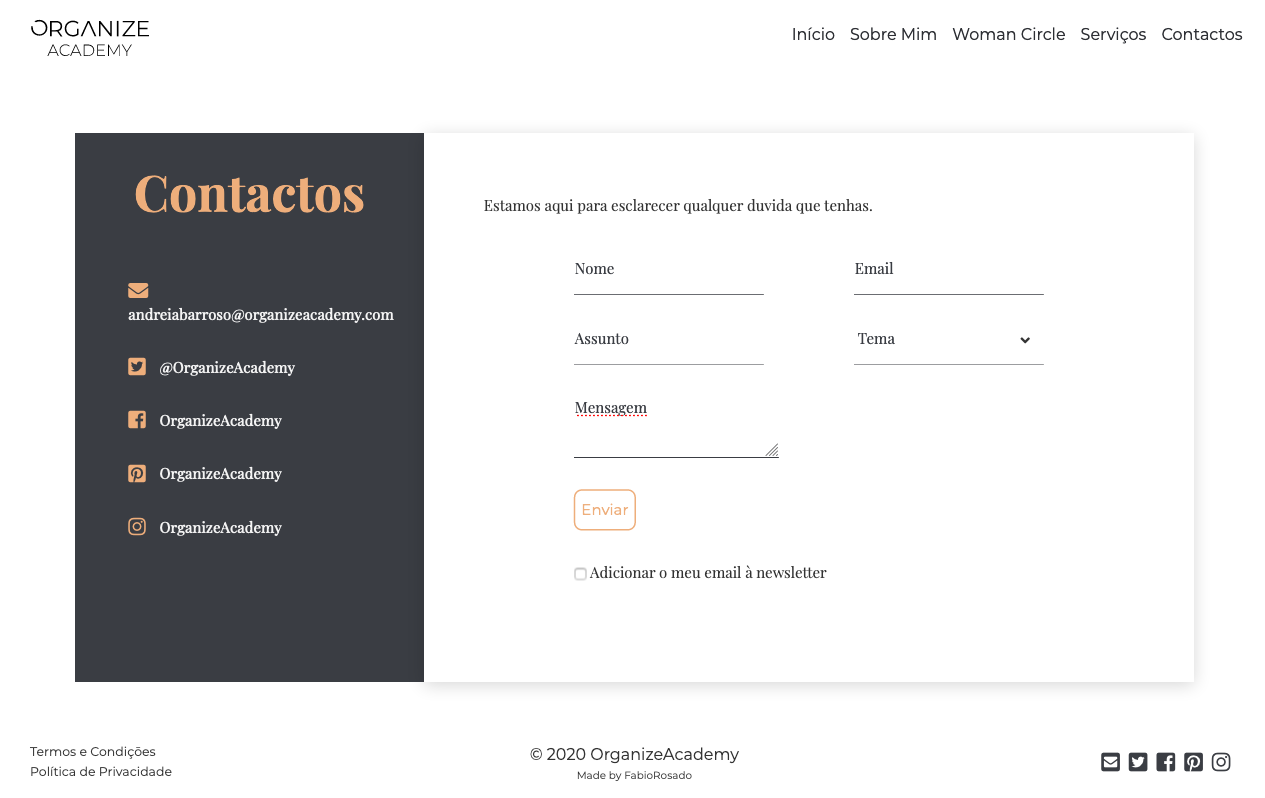 ORGANIZE
ACADEMY
Início Sobre Mim Woman Circle Serviços Contactos
Contactos
andreiabarroso@organizeacademy.com
@OrganizeAcademy
OrganizeAcademy
OrganizeAcademy
OrganizeAcademy
Estamos aqui para esclarecer qualquer duvida que tenhas.
Nome Email
Assunto Tema
Mensagem
Enviar
Adicionar o meu email à newsletter
Termos e Condições
Política de Privacidade
© 2020 OrganizeAcademy
Made by FabioRosado